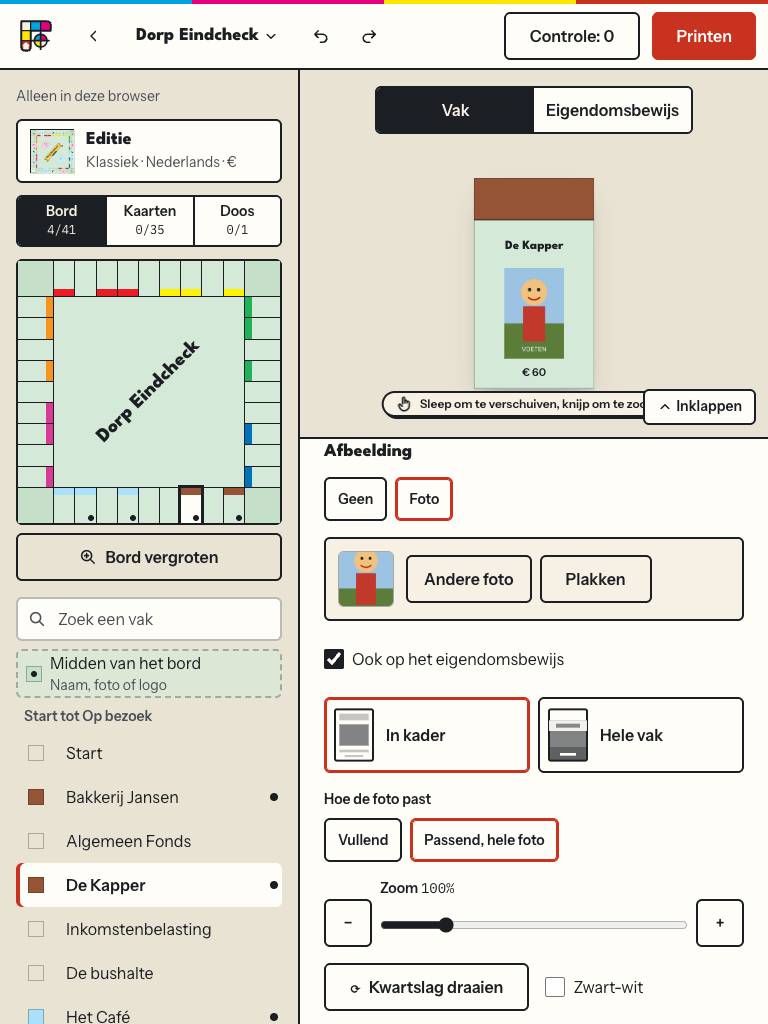 Dorp Eindcheck
Controle: 0
Printen
Alleen in deze browser
Editie
Klassiek · Nederlands · €
Bord
4/41
Kaarten
0/35
Doos
0/1
Dorp Eindcheck
Bord vergroten
Zoek een vak
Midden van het bord
Naam, foto of logo
Start tot Op bezoek
Start
Bakkerij Jansen
Algemeen Fonds
De Kapper
Inkomstenbelasting
De bushalte
Het Café
Vak
Eigendomsbewijs
De Kapper
VOETEN
€ 60
Sleep om te verschuiven, knijp om te zoo
Inklappen
Afbeelding
Geen
Foto
Andere foto
Plakken
Ook op het eigendomsbewijs
In kader
Hele vak
Hoe de foto past
Vullend
Passend, hele foto
Zoom 100%
−
+
Kwartslag draaien
Zwart-wit